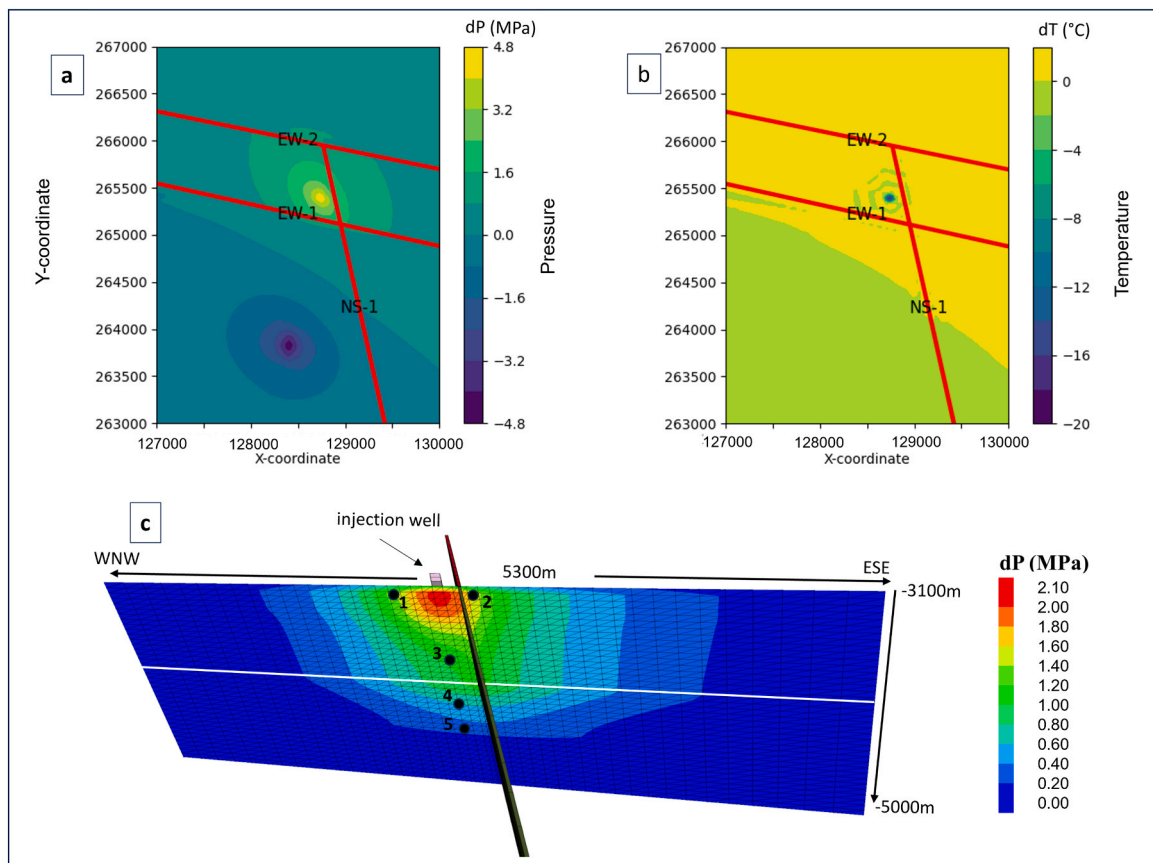 a
dP (MPa)
267000
266500
266000
265500
265000
264500
264000
263500
263000
127000
128000
129000
130000
X-coordinate
Y-coordinate
EW-2
EW-1
NS-1
4.8
3.2
1.6
0.0
−1.6
−3.2
−4.8
Pressure
b
dT (°C)
267000
266500
266000
265500
265000
264500
264000
263500
263000
127000
128000
129000
130000
X-coordinate
EW-2
EW-1
NS-1
0
−4
−8
−12
−16
−20
Temperature
c
injection well
WNW
5300m
ESE
-3100m
-5000m
1
2
3
4
5
dP (MPa)
2.10
2.00
1.80
1.60
1.40
1.20
1.00
0.80
0.60
0.40
0.20
0.00